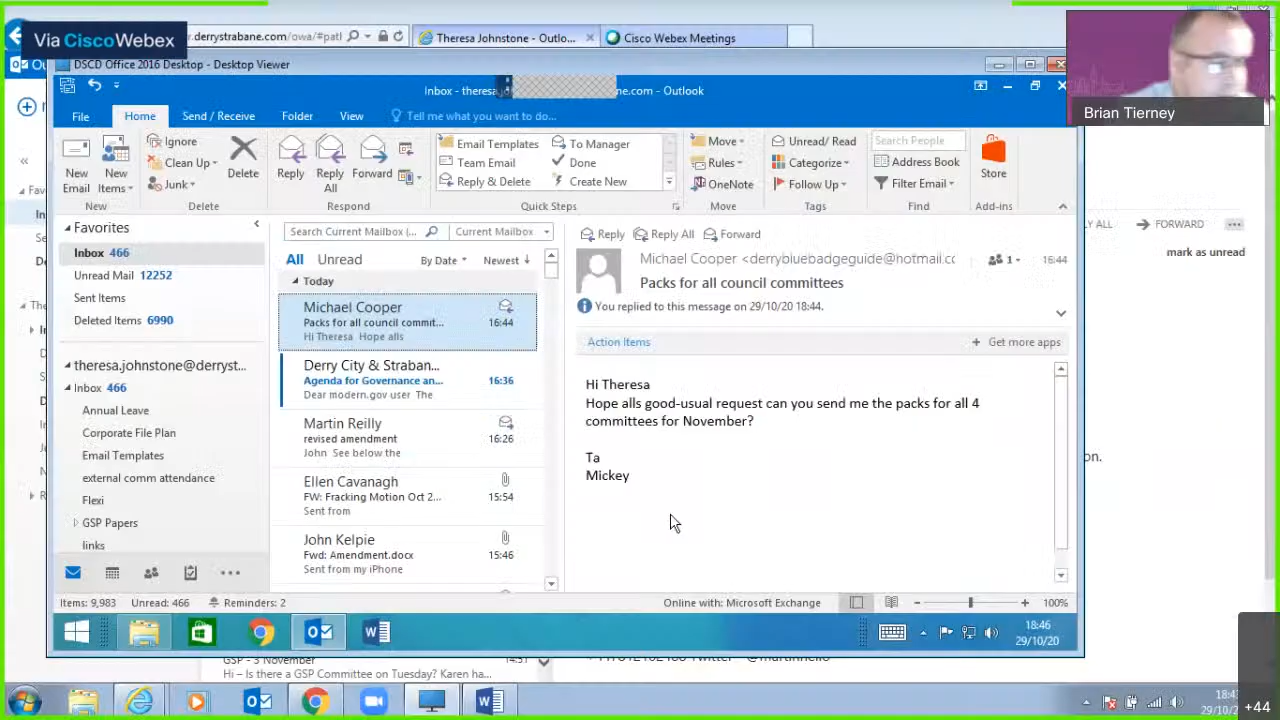 Via Cisco Webex
.derrystrabane.com/owa/#patl
Theresa Johnstone - Outlo...
Cisco Webex Meetings
DSCD Office 2016 Desktop - Desktop Viewer
Brian Tierney
Inbox - theresa.jo
ne.com - Outlook
File
Home
Send / Receive
Folder
View
Tell me what you want to do...
New Email
New Items
Ignore
Clean Up
Junk
Delete
Reply
Reply All
Forward
Email Templates
Team Email
Reply & Delete
To Manager
Done
Create New
Move
Rules
OneNote
Unread/ Read
Categorize
Follow Up
Search People
Address Book
Filter Email
Store
New
Delete
Respond
Quick Steps
Move
Tags
Find
Add-ins
Favorites
Inbox 466
Unread Mail 12252
Sent Items
Deleted Items 6990
theresa.johnstone@derryst...
Inbox 466
Annual Leave
Corporate File Plan
Email Templates
external comm attendance
Flexi
GSP Papers
links
Search Current Mailbox (...
Current Mailbox
All
Unread
By Date
Newest
Today
Michael Cooper
Packs for all council commit...
16:44
Hi Theresa Hope alls
Derry City & Straban...
Agenda for Governance an...
16:36
Dear modern.gov user The
Martin Reilly
revised amendment
16:26
John See below the
Ellen Cavanagh
FW: Fracking Motion Oct 2...
15:54
Sent from
John Kelpie
Fwd: Amendment.docx
15:46
Sent from my iPhone
Reply
Reply All
Forward
Michael Cooper <derrybluebadgeguide@hotmail.cc
1
16:44
Packs for all council committees
You replied to this message on 29/10/20 18:44.
Action Items
+ Get more apps
Hi Theresa
Hope alls good-usual request can you send me the packs for all 4
committees for November?
Ta
Mickey
LY ALL
FORWARD
mark as unread
on.
Items: 9,983
Unread: 466
Reminders: 2
Online with: Microsoft Exchange
100%
18:46
29/10/20
GSP - 3 November
14:31
Hi – Is there a GSP Committee on Tuesday? Karen ha...
18:4
29/10/20
+44